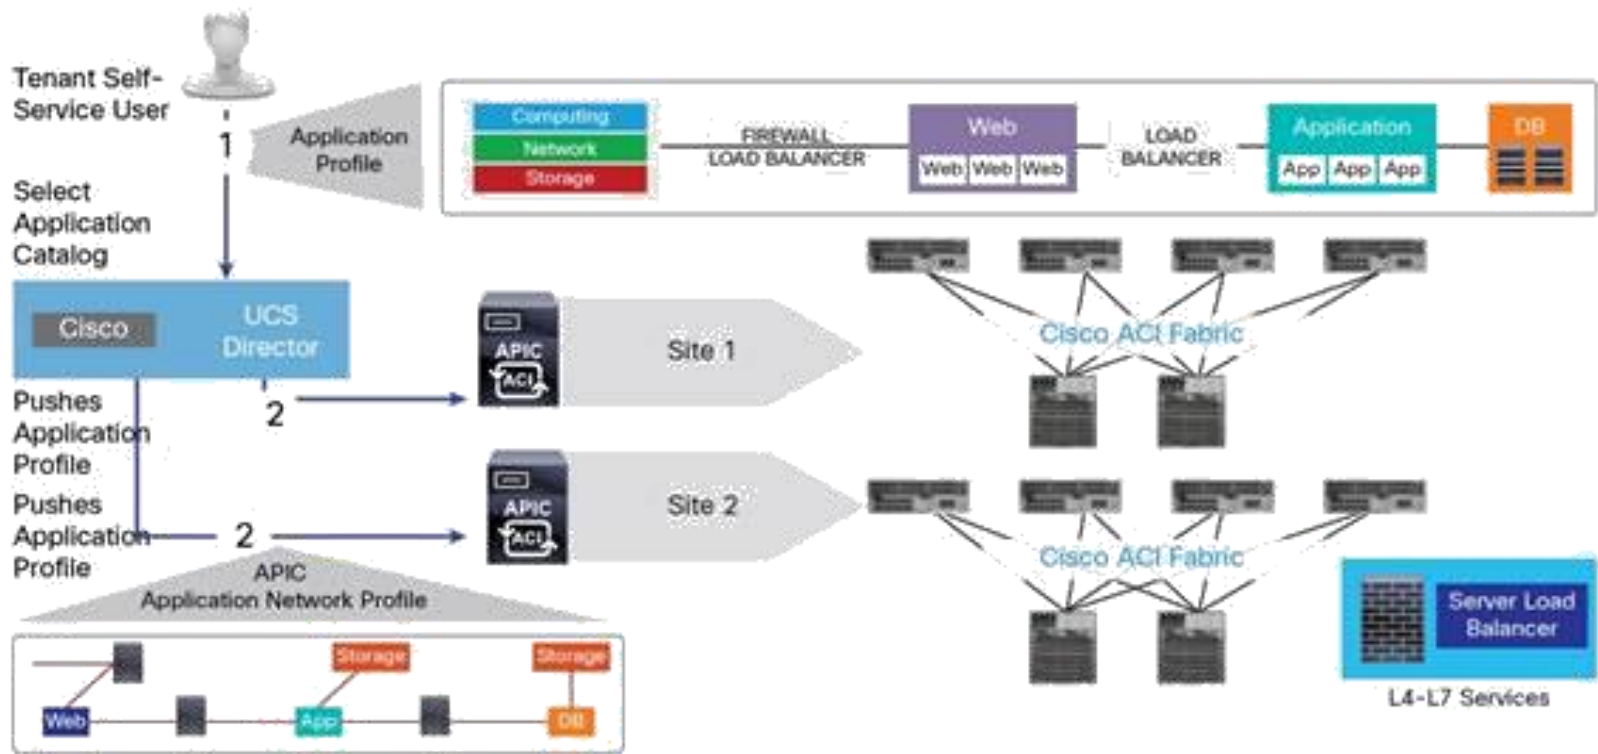 Tenant Self-
Service User
1
Application
Profile
Computing
Network
Storage
FIREWALL
LOAD BALANCER
Web
Web Web Web
LOAD
BALANCER
Application
App App App
DB
Select
Application
Catalog
Cisco
UCS
Director
APIC
ACI
Site 1
Cisco ACI Fabric
Pushes
Application
Profile
2
Pushes
Application
Profile
2
APIC
ACI
Site 2
Cisco ACI Fabric
Server Load
Balancer
L4-L7 Services
APIC
Application Network Profile
Storage
Storage
Web
App
DB